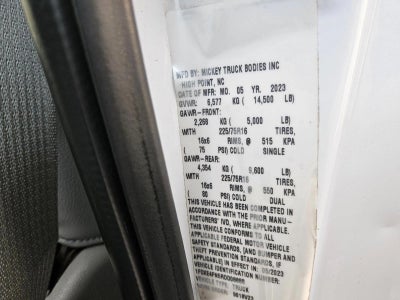 MFD BY: MICKEY TRUCK BODIES INC
HIGH POINT, NC
DATE OF MFR: MO. 05 YR. 2023
GVWR: 6,577 KG ( 14,500 LB)
GAWR-FRONT:
2,268 KG ( 5,000 LB)
WITH 225/75R16 TIRES,
16x6 RIMS, @ 515 KPA
( 75 PSI) COLD SINGLE
GAWR-REAR:
4,354 KG ( 9,600 LB)
WITH 225/75R16 TIRES,
16x6 RIMS, @ 550 KPA
( 80 PSI) COLD DUAL
THIS VEHICLE HAS BEEN COMPLETED IN
ACCORDANCE WITH THE PRIOR MANU-
FACTURERS' IVD, WHERE APPLICABLE.
THIS VEHICLE CONFORMS TO ALL
APPLICABLE FEDERAL MOTOR VEHICLE
SAFETY STANDARDS, (AND BUMPER AND
THEFT PREVENTION STANDARDS, IF
APPLICABLE) IN EFFECT IN: 05/2023
VEHICLE IDENTIFICATION NUMBER:
VEHICLE TYPE: TRUCK